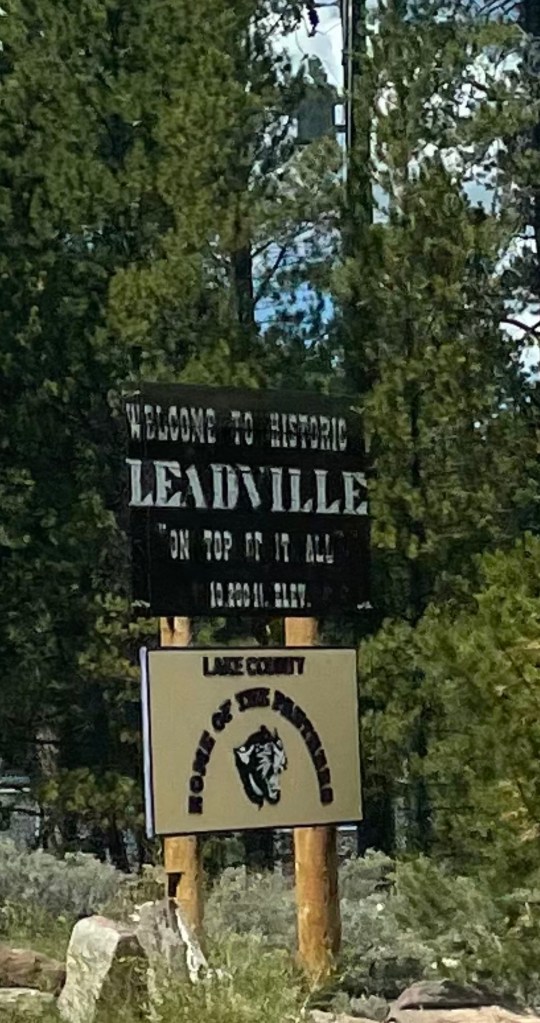 WELCOME TO HISTORIC
LEADVILLE
"ON TOP OF IT ALL"
10,200 ft. ELEV.
LAKE COUNTY
HOME OF THE PANTHERS